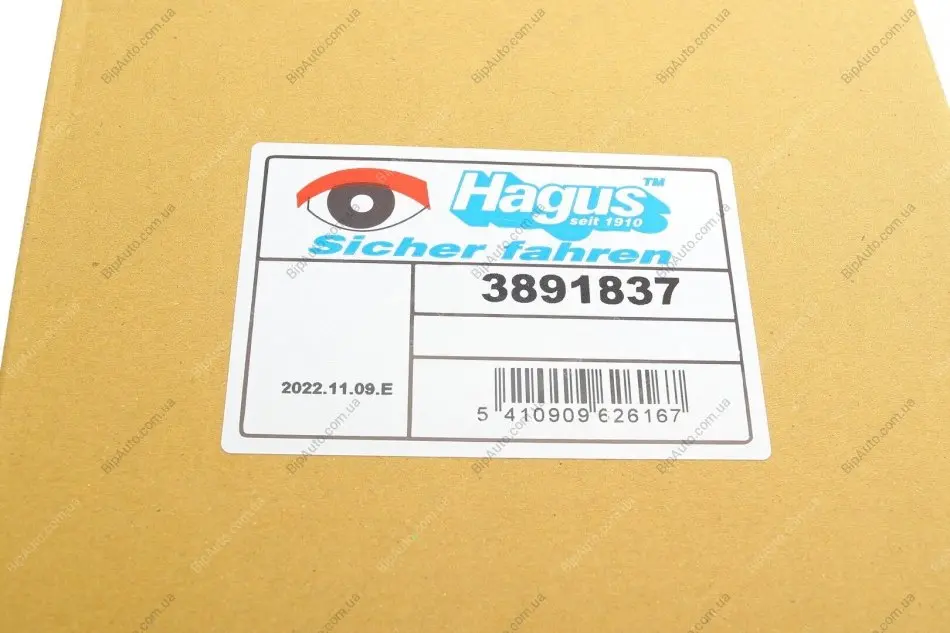 Hagus™
seit 1910
Sicher fahren
3891837
2022.11.09.E
5 410909 626167
BipAuto.com.ua